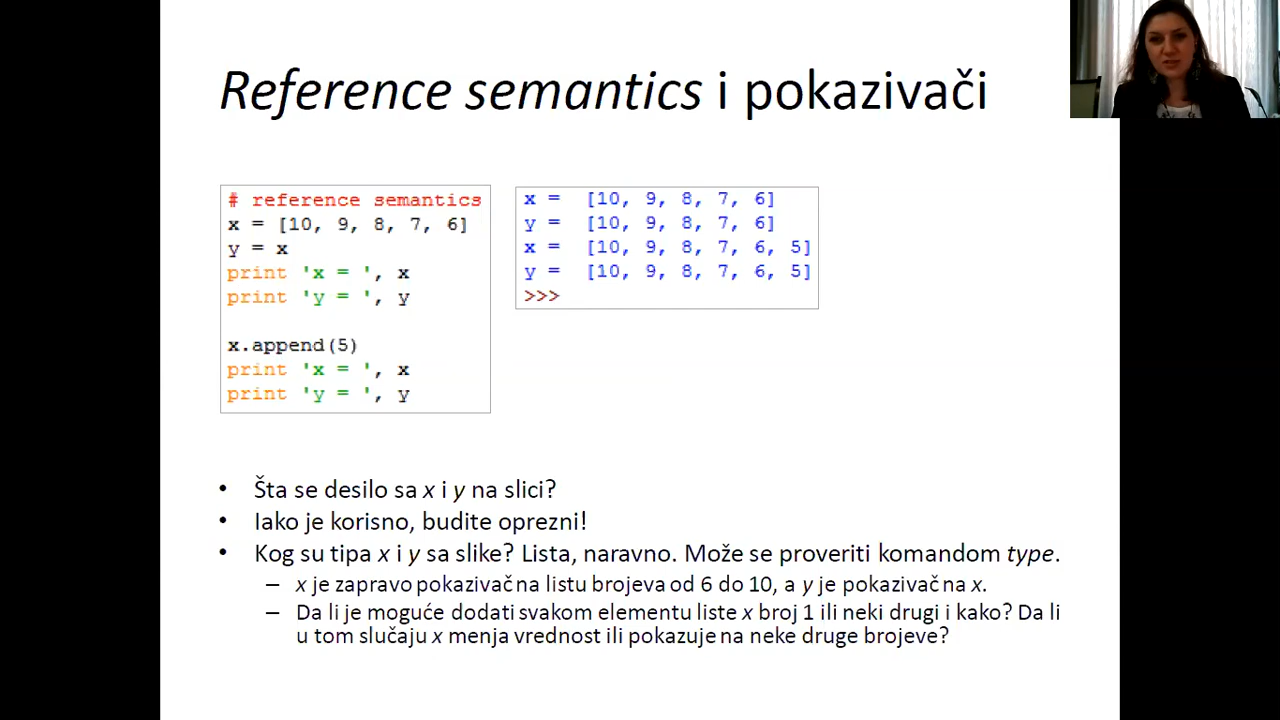 Reference semantics i pokazivači
# reference semantics
x = [10, 9, 8, 7, 6]
y = x
print 'x = ', x
print 'y = ', y
x.append(5)
print 'x = ', x
print 'y = ', y
x =  [10, 9, 8, 7, 6]
y =  [10, 9, 8, 7, 6]
x =  [10, 9, 8, 7, 6, 5]
y =  [10, 9, 8, 7, 6, 5]
>>>
• Šta se desilo sa x i y na slici?
• Iako je korisno, budite oprezni!
• Kog su tipa x i y sa slike? Lista, naravno. Može se proveriti komandom type.
– x je zapravo pokazivač na listu brojeva od 6 do 10, a y je pokazivač na x.
– Da li je moguće dodati svakom elementu liste x broj 1 ili neki drugi i kako? Da li
u tom slučaju x menja vrednost ili pokazuje na neke druge brojeve?